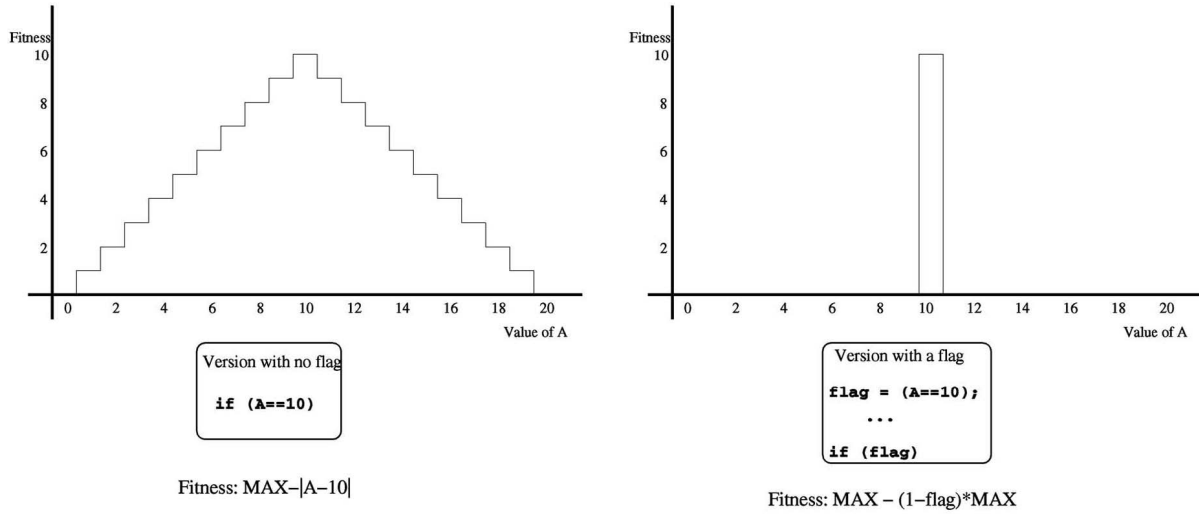 Fitness
10
8
6
4
2
0 2 4 6 8 10 12 14 16 18 20
Value of A
Version with no flag
if (A==10)
Fitness: MAX−|A−10|
Fitness
10
8
6
4
2
0 2 4 6 8 10 12 14 16 18 20
Value of A
Version with a flag
flag = (A==10);
...
if (flag)
Fitness: MAX − (1−flag)*MAX